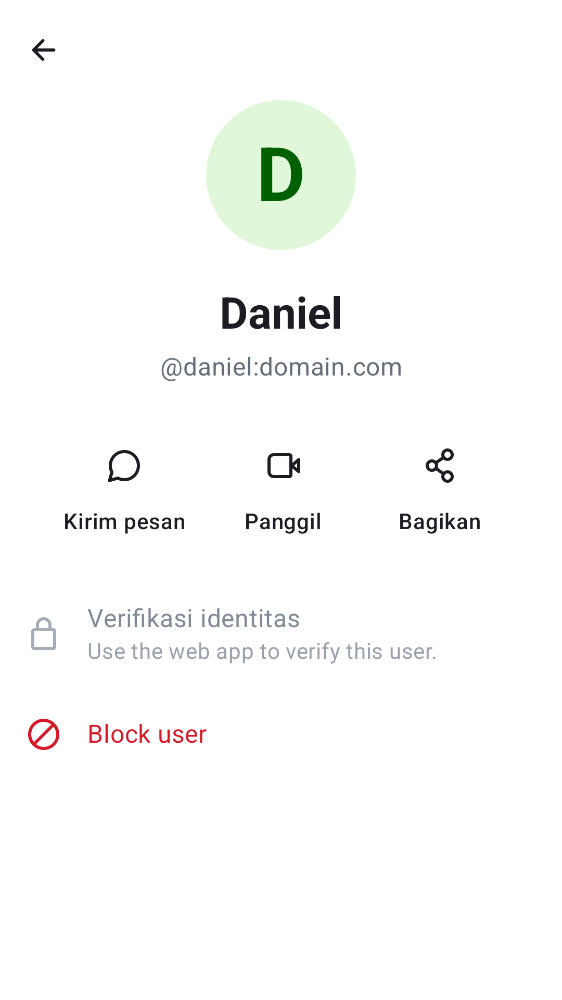 D
Daniel
@daniel:domain.com
Kirim pesan
Panggil
Bagikan
Verifikasi identitas
Use the web app to verify this user.
Block user